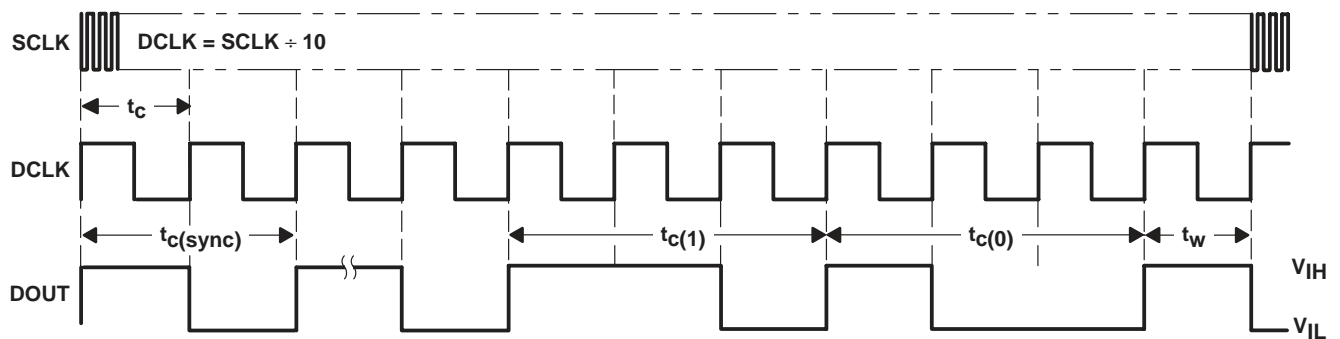 SCLK
DCLK = SCLK ÷ 10
tc
DCLK
tc(sync)
tc(1)
tc(0)
tw
DOUT
VIH
VIL